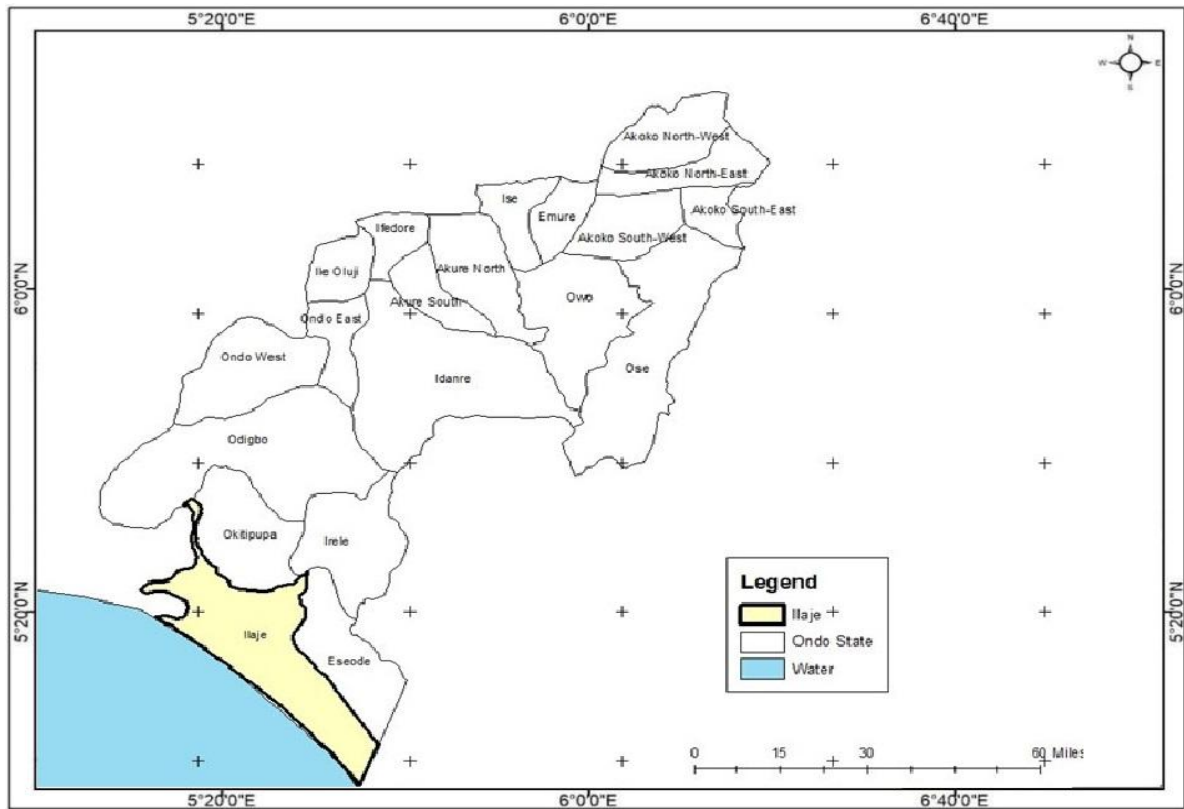 5°20'0"E 6°0'0"E 6°40'0"E
N
W E
S
Akoko North-West
Akoko North-East
Ise
Emure
Akoko South-East
Akoko South-West
Ifedore
Ile Oluji
Akure North
6°0'0"N 6°0'0"N
Owo
Akure South
Ondo East
Ondo West
Idanre
Ose
Odigbo
Okitipupa
Irele
Legend
Ilaje
Ondo State
Water
5°20'0"N 5°20'0"N
Ilaje
Eseode
0 15 30 60 Miles
5°20'0"E 6°0'0"E 6°40'0"E